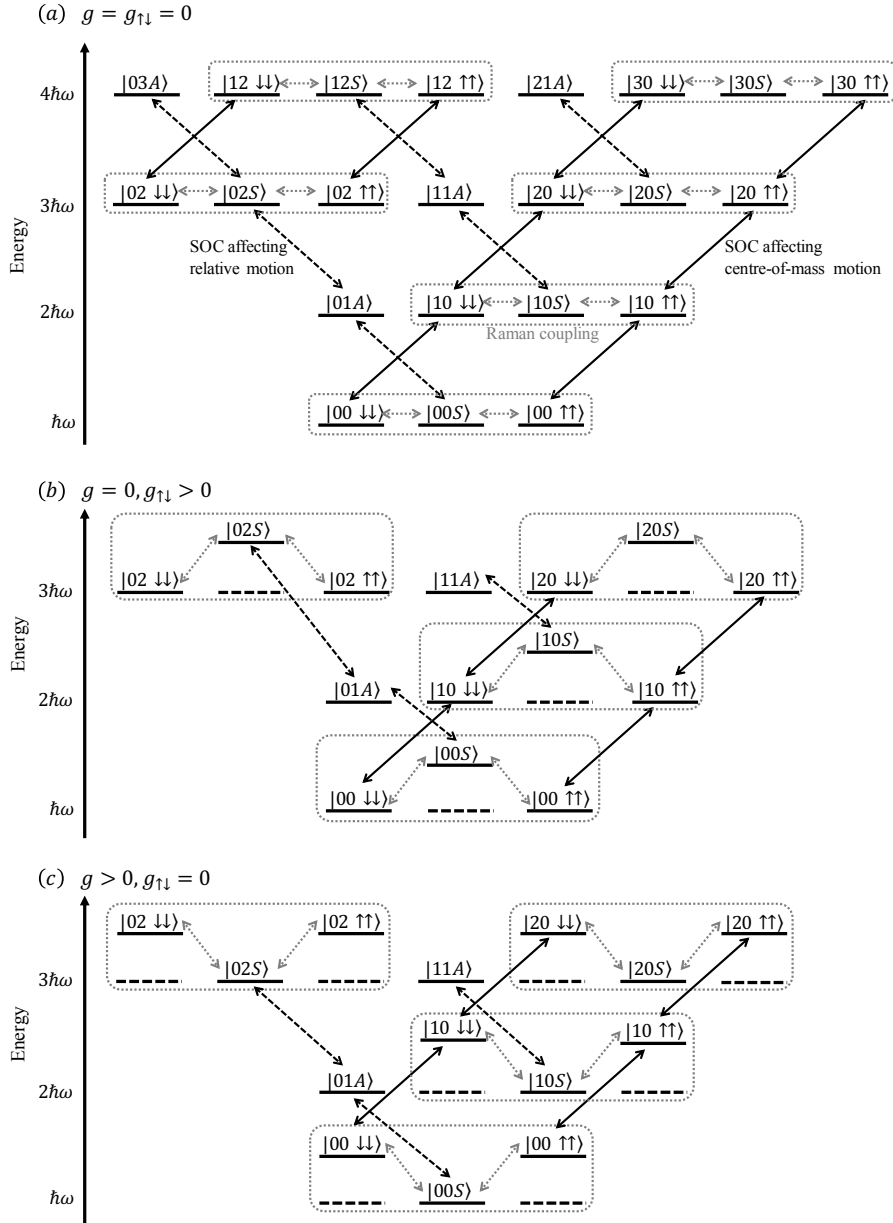 (a) g = g↑↓ = 0
|03A⟩ |12 ↓↓⟩ |12S⟩ |12 ↑↑⟩ |21A⟩ |30 ↓↓⟩ |30S⟩ |30 ↑↑⟩
4ħω
|02 ↓↓⟩ |02S⟩ |02 ↑↑⟩ |11A⟩ |20 ↓↓⟩ |20S⟩ |20 ↑↑⟩
3ħω
Energy
SOC affecting
relative motion
SOC affecting
centre-of-mass motion
|01A⟩ |10 ↓↓⟩ |10S⟩ |10 ↑↑⟩
2ħω
Raman coupling
|00 ↓↓⟩ |00S⟩ |00 ↑↑⟩
ħω
(b) g = 0, g↑↓ > 0
|02S⟩ |20S⟩
|02 ↓↓⟩ |02 ↑↑⟩ |11A⟩ |20 ↓↓⟩ |20 ↑↑⟩
3ħω
Energy
|10S⟩
|01A⟩ |10 ↓↓⟩ |10 ↑↑⟩
2ħω
|00S⟩
|00 ↓↓⟩ |00 ↑↑⟩
ħω
(c) g > 0, g↑↓ = 0
|02 ↓↓⟩ |02 ↑↑⟩ |20 ↓↓⟩ |20 ↑↑⟩
|02S⟩ |11A⟩ |20S⟩
3ħω
Energy
|10 ↓↓⟩ |10 ↑↑⟩
|01A⟩ |10S⟩
2ħω
|00 ↓↓⟩ |00 ↑↑⟩
|00S⟩
ħω